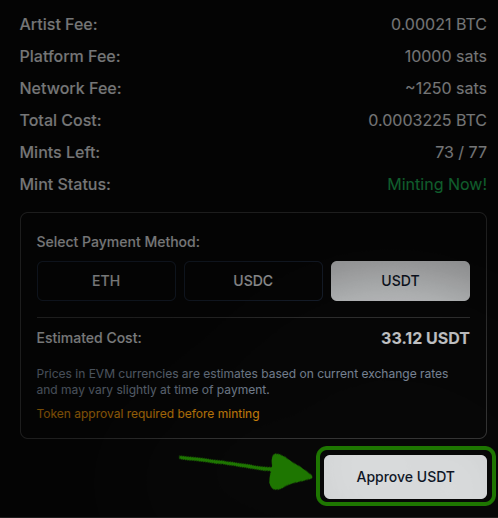 Artist Fee: 0.00021 BTC
Platform Fee: 10000 sats
Network Fee: ~1250 sats
Total Cost: 0.0003225 BTC
Mints Left: 73 / 77
Mint Status: Minting Now!
Select Payment Method:
ETH USDC USDT
Estimated Cost: 33.12 USDT
Prices in EVM currencies are estimates based on current exchange rates
and may vary slightly at time of payment.
Token approval required before minting
Approve USDT